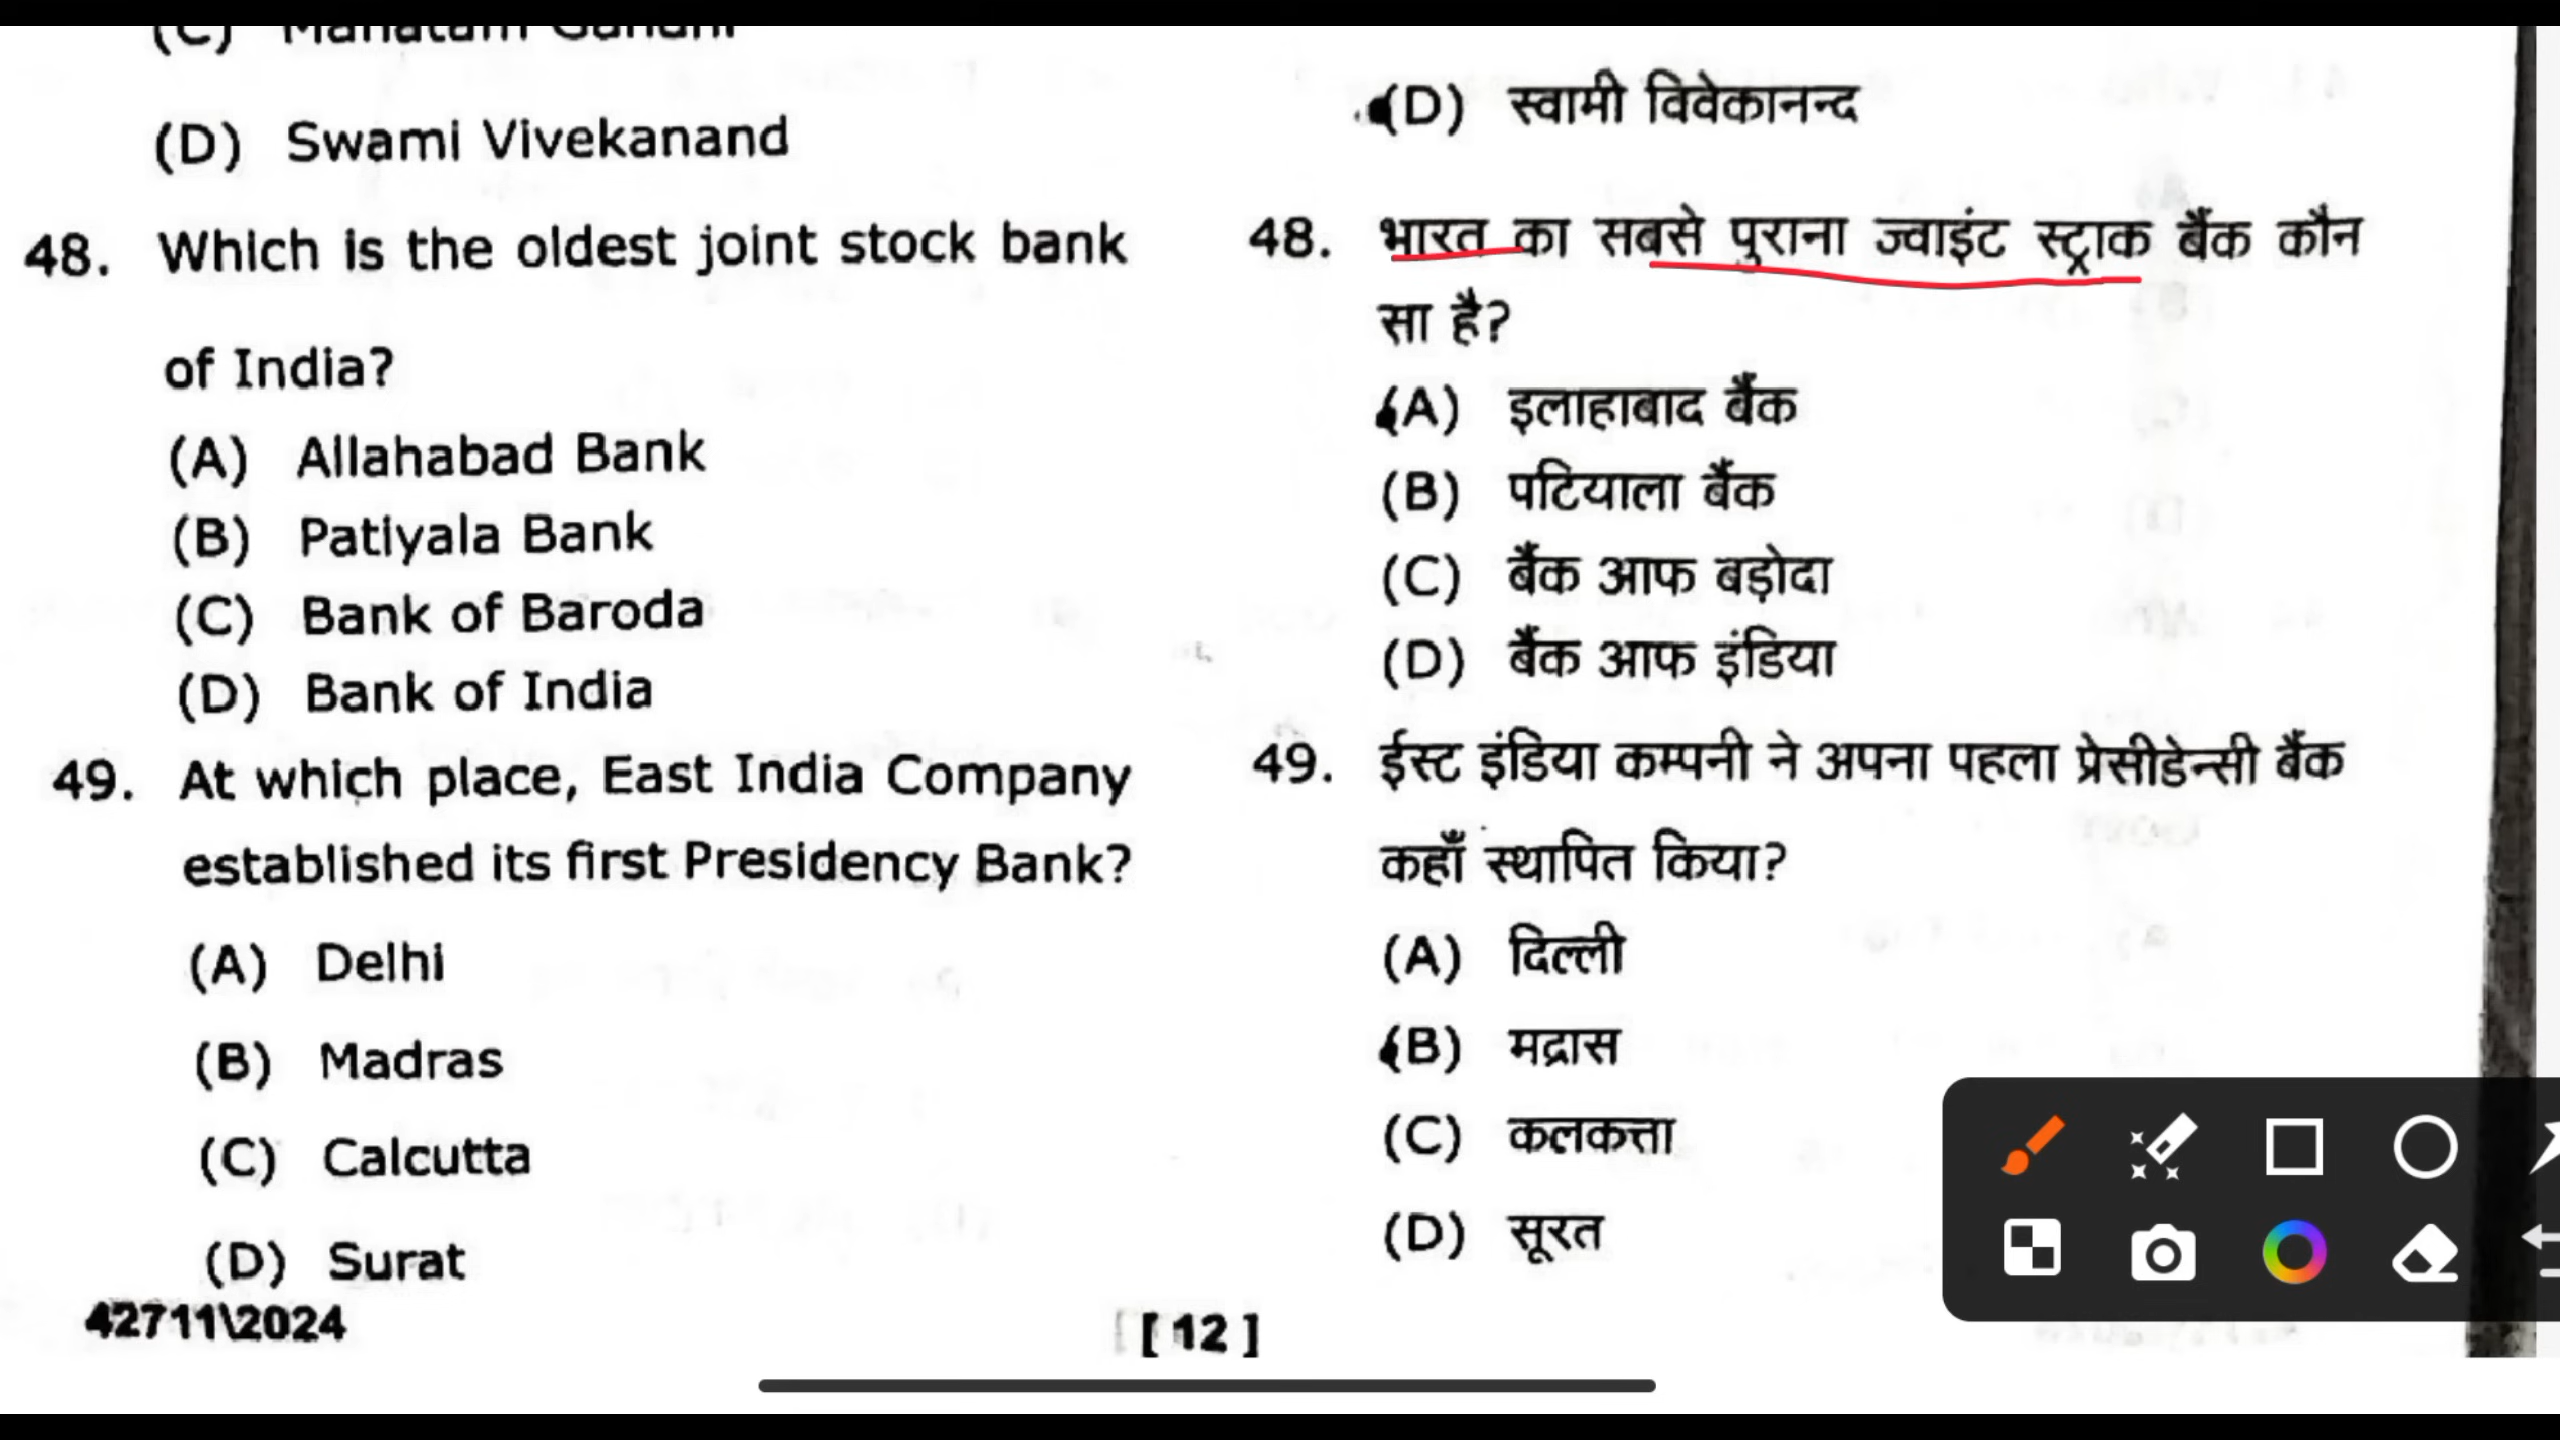 (C) Mahatam Gandhi
(D) Swami Vivekanand
48. Which is the oldest joint stock bank
of India?
(A) Allahabad Bank
(B) Patiyala Bank
(C) Bank of Baroda
(D) Bank of India
49. At which place, East India Company
established its first Presidency Bank?
(A) Delhi
(B) Madras
(C) Calcutta
(D) Surat
42711\2024
[ 12 ]
(D) स्वामी विवेकानन्द
48. भारत का सबसे पुराना ज्वाइंट स्ट्राक बैंक कौन
सा है?
(A) इलाहाबाद बैंक
(B) पटियाला बैंक
(C) बैंक आफ बड़ोदा
(D) बैंक आफ इंडिया
49. ईस्ट इंडिया कम्पनी ने अपना पहला प्रेसीडेन्सी बैंक
कहाँ स्थापित किया?
(A) दिल्ली
(B) मद्रास
(C) कलकत्ता
(D) सूरत